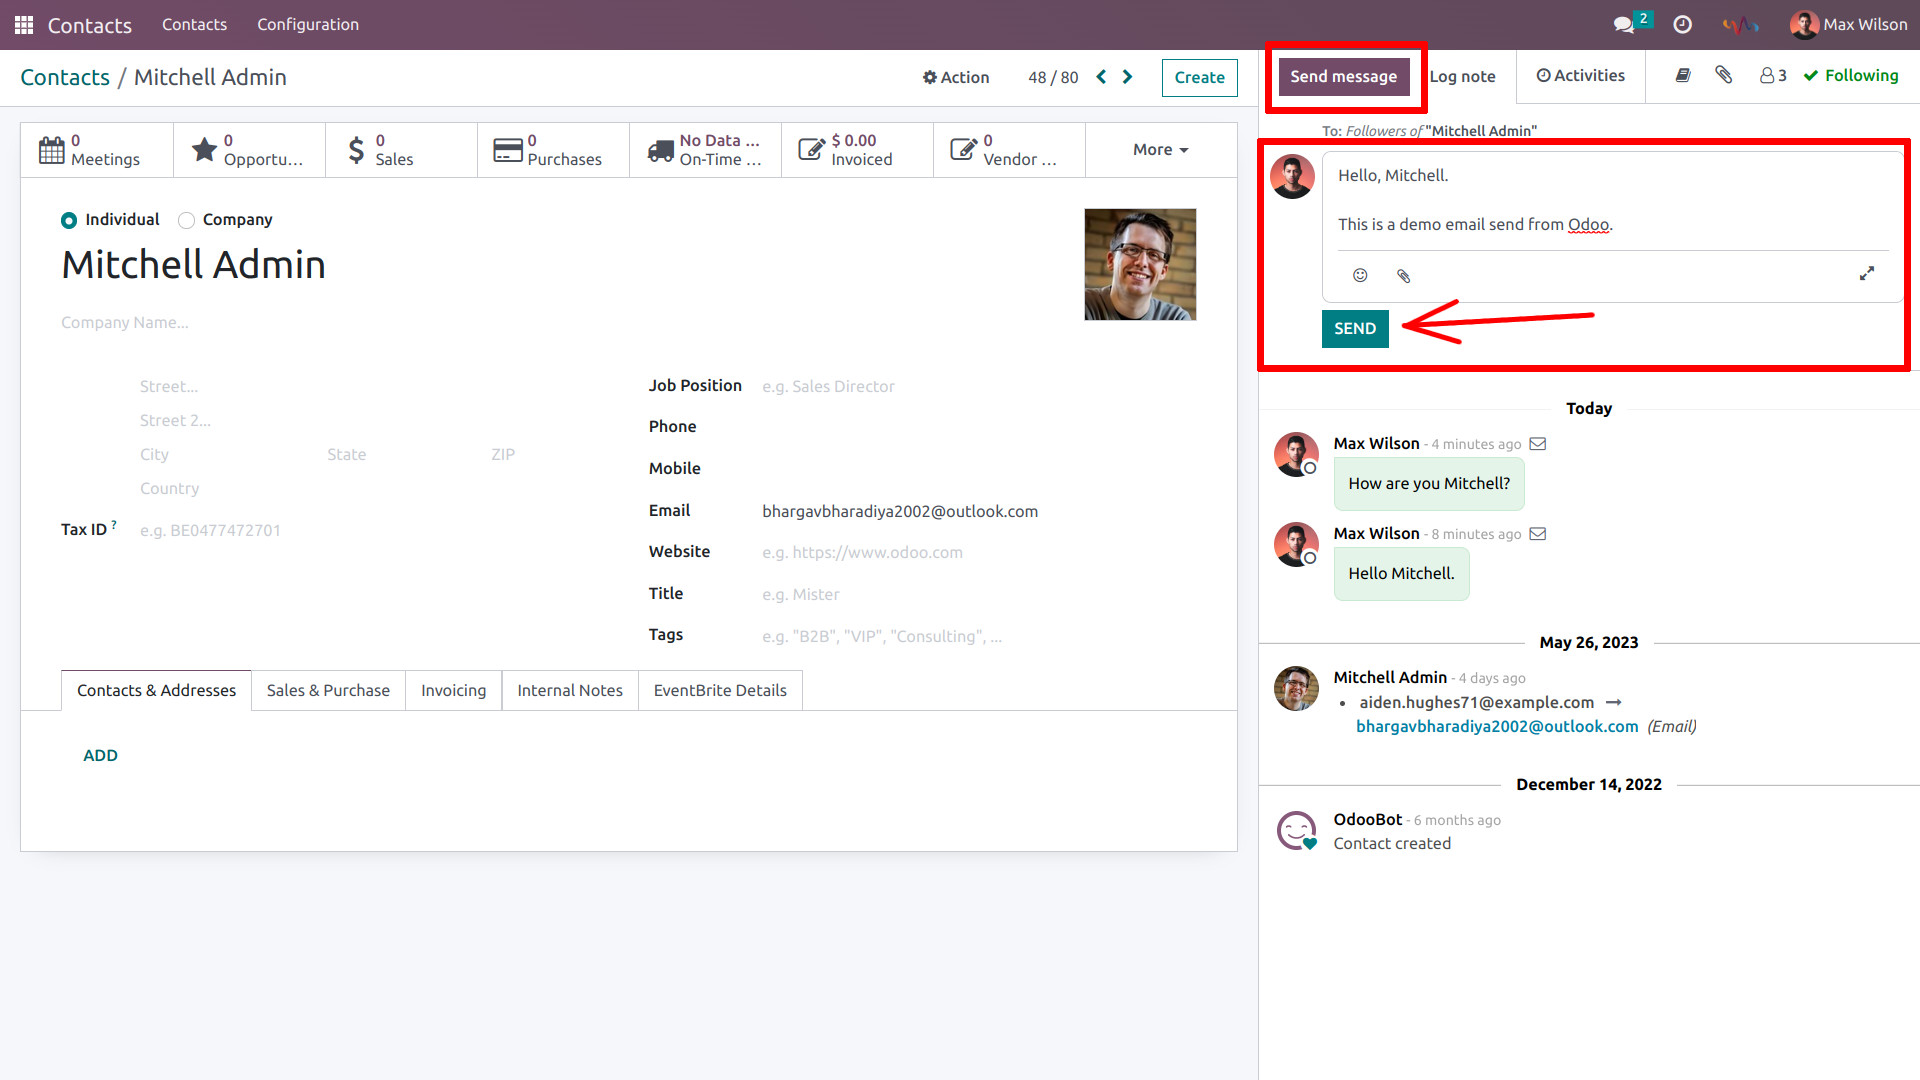 Contacts Contacts Configuration 2 Max Wilson
Contacts / Mitchell Admin Action 48 / 80 Create
Send message Log note Activities 3 Following
To: Followers of "Mitchell Admin"
0 Meetings
0 Opportu...
0 Sales
0 Purchases
No Data ... On-Time ...
$ 0.00 Invoiced
0 Vendor ...
More
Individual Company
Mitchell Admin
Company Name...
Street...
Street 2...
City State ZIP
Country
Tax ID ? e.g. BE0477472701
Job Position e.g. Sales Director
Phone
Mobile
Email bhargavbharadiya2002@outlook.com
Website e.g. https://www.odoo.com
Title e.g. Mister
Tags e.g. "B2B", "VIP", "Consulting", ...
Contacts & Addresses Sales & Purchase Invoicing Internal Notes EventBrite Details
ADD
Hello, Mitchell.
This is a demo email send from Odoo.
SEND
Today
Max Wilson - 4 minutes ago
How are you Mitchell?
Max Wilson - 8 minutes ago
Hello Mitchell.
May 26, 2023
Mitchell Admin - 4 days ago
• aiden.hughes71@example.com →
bhargavbharadiya2002@outlook.com (Email)
December 14, 2022
OdooBot - 6 months ago
Contact created